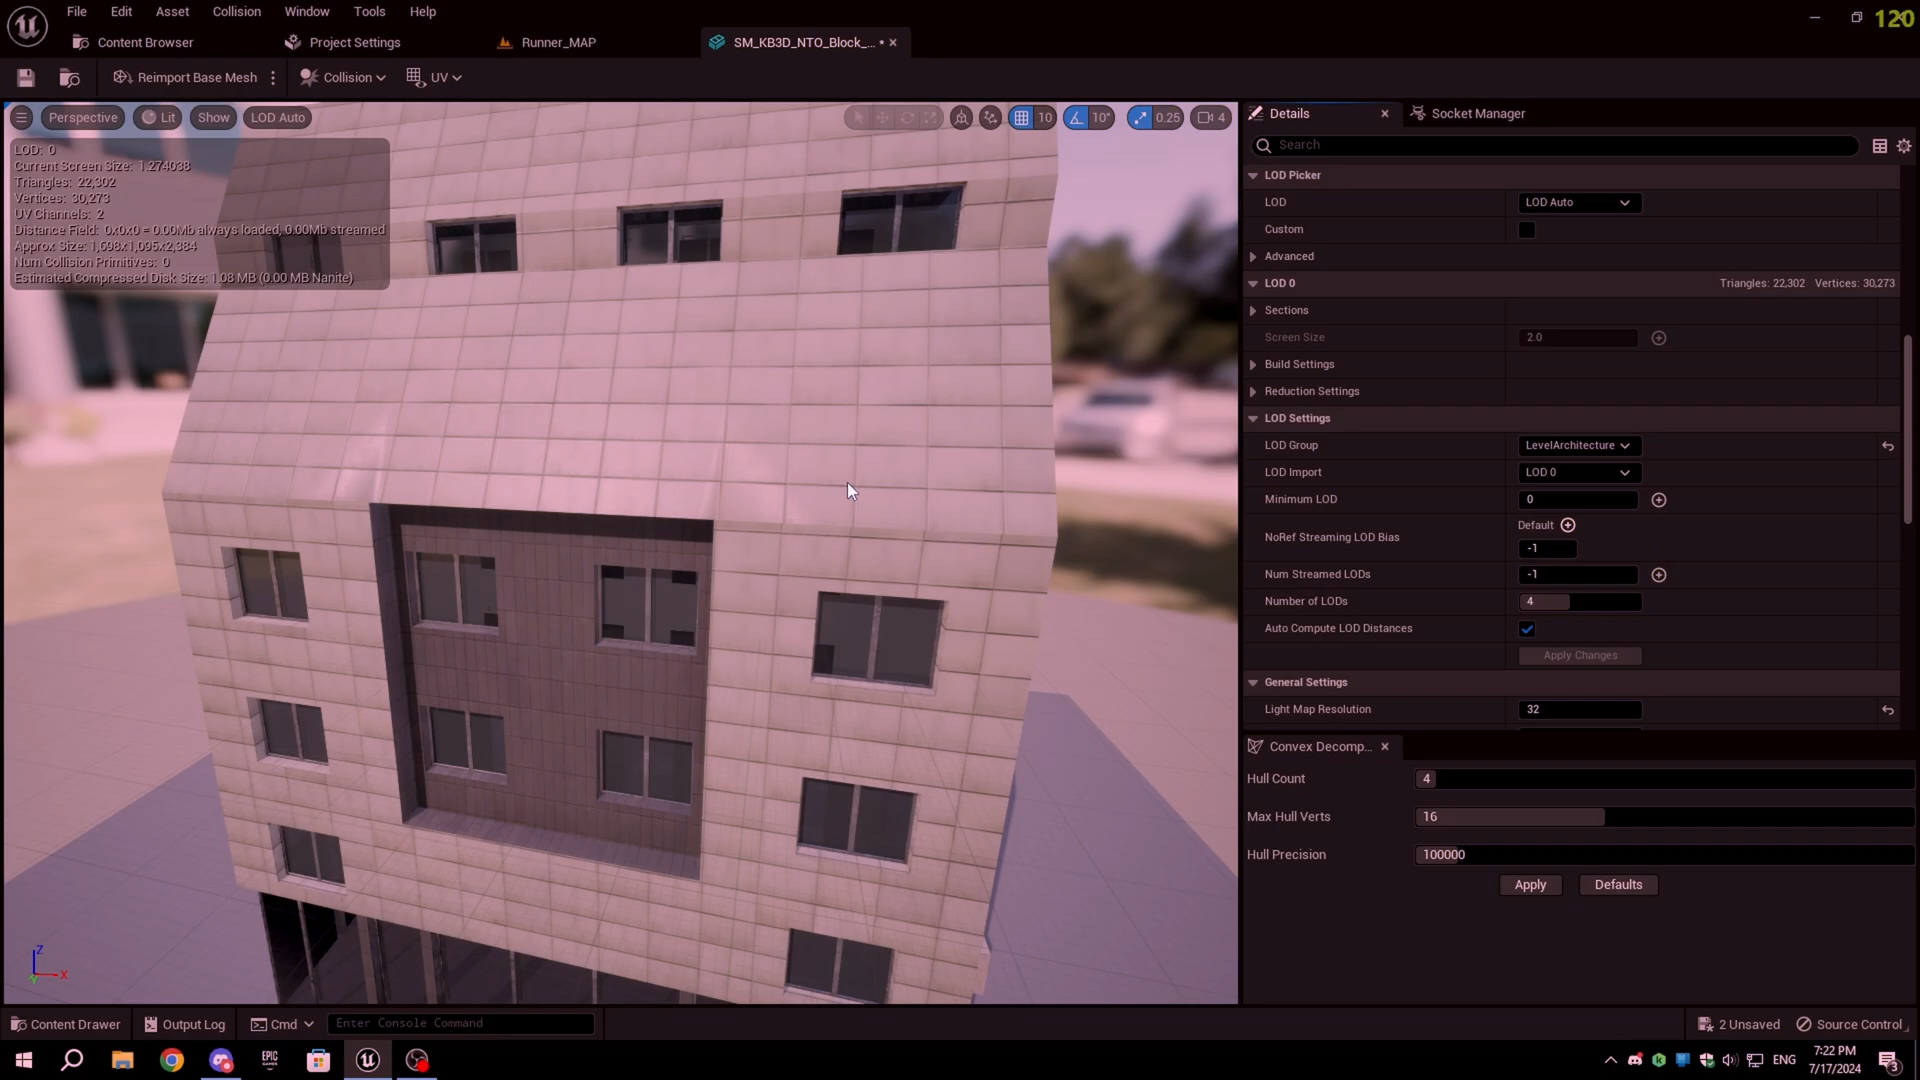 File Edit Asset Collision Window Tools Help
120
Content Browser
Project Settings
Runner_MAP
SM_KB3D_NTO_Block_... *
Reimport Base Mesh
Collision
UV
Perspective
Lit
Show
LOD Auto
10
10°
0.25
4
LOD: 0
Current Screen Size: 1.274038
Triangles: 22,302
Vertices: 30,273
UV Channels: 2
Distance Field: 0x0x0 = 0.00Mb always loaded, 0.00Mb streamed
Approx Size: 1,698x1,095x2,384
Num Collision Primitives: 0
Estimated Compressed Disk Size: 1.08 MB (0.00 MB Nanite)
Z
X
Y
Details
Socket Manager
Search
LOD Picker
LOD LOD Auto
Custom
Advanced
LOD 0 Triangles: 22,302 Vertices: 30,273
Sections
Screen Size 2.0
Build Settings
Reduction Settings
LOD Settings
LOD Group LevelArchitecture
LOD Import LOD 0
Minimum LOD 0
Default
NoRef Streaming LOD Bias
-1
Num Streamed LODs -1
Number of LODs 4
Auto Compute LOD Distances
Apply Changes
General Settings
Light Map Resolution 32
Convex Decomp...
Hull Count 4
Max Hull Verts 16
Hull Precision 100000
Apply Defaults
Content Drawer
Output Log
Cmd
Enter Console Command
2 Unsaved
Source Control
EPIC
GAMES
ENG
7:22 PM
7/17/2024
3